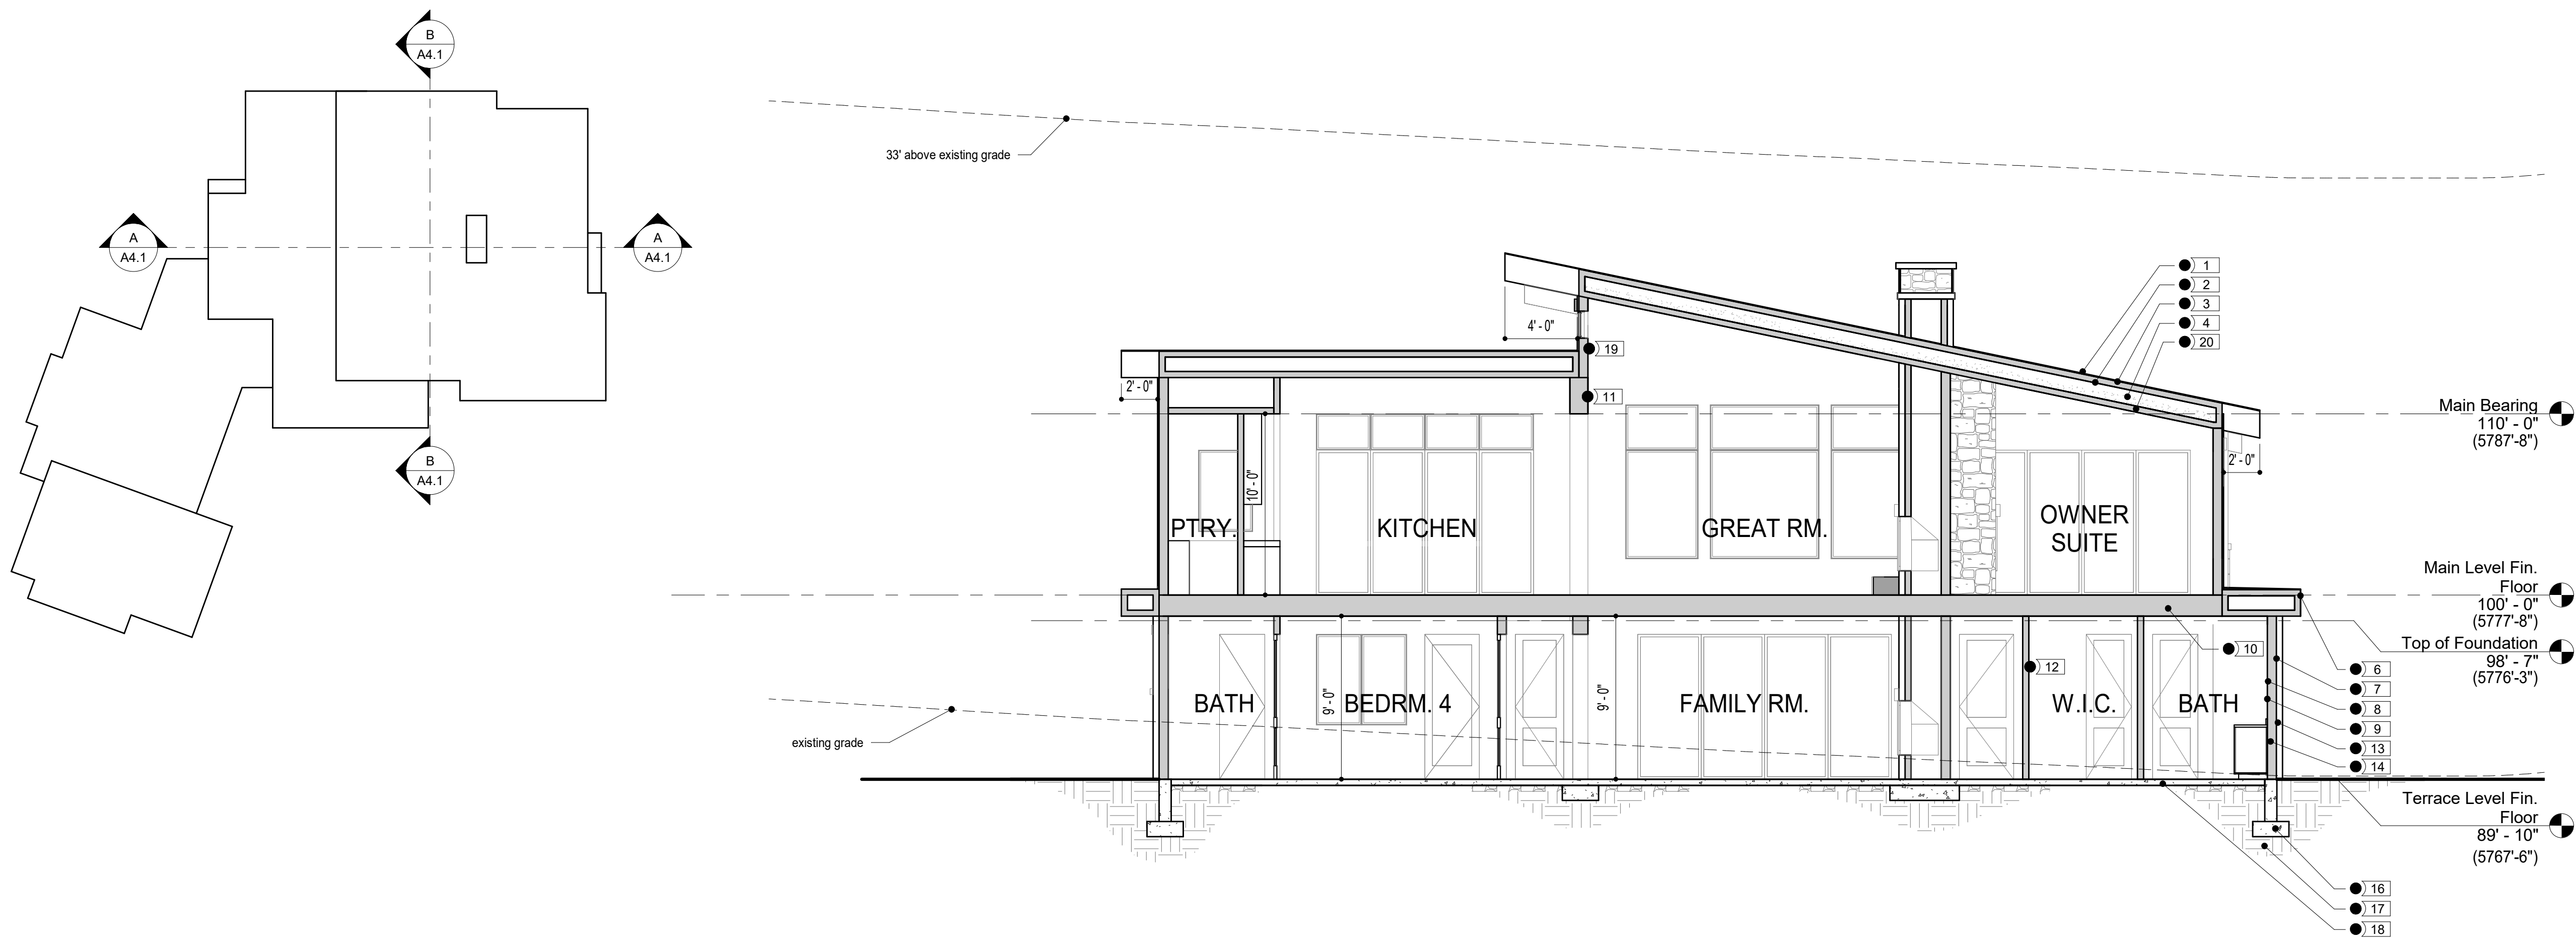 B
A4.1
A
A4.1
A
A4.1
B
A4.1
33' above existing grade
1
2
3
4
20
4' - 0"
19
2' - 0"
11
Main Bearing
110' - 0"
(5787'-8")
2' - 0"
10' - 0"
PTRY.
KITCHEN
GREAT RM.
OWNER
SUITE
Main Level Fin.
Floor
100' - 0"
(5777'-8")
Top of Foundation
98' - 7"
(5776'-3")
10
12
6
7
8
9
13
14
BATH
9' - 0"
BEDRM. 4
9' - 0"
FAMILY RM.
W.I.C.
BATH
existing grade
Terrace Level Fin.
Floor
89' - 10"
(5767'-6")
16
17
18